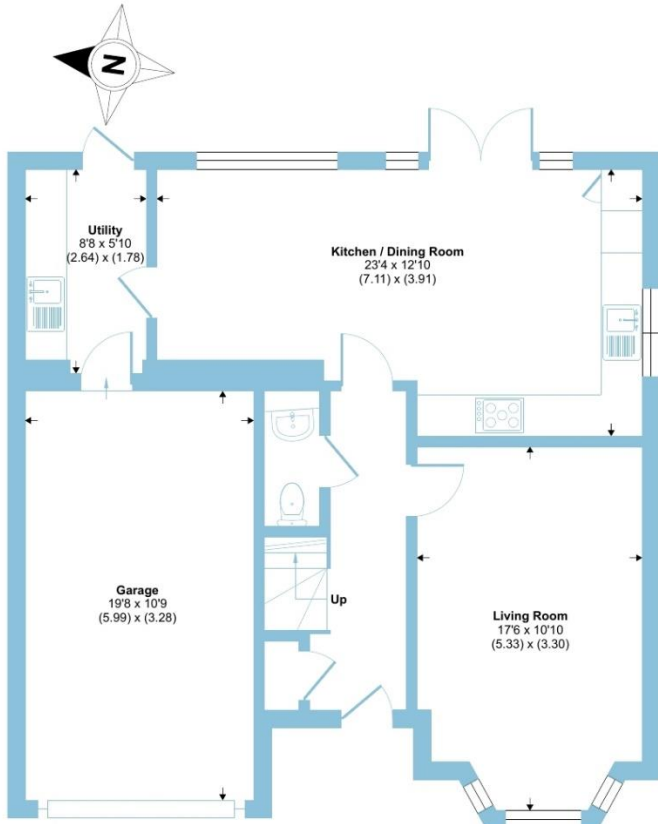 N
Utility
8'8 x 5'10
(2.64) x (1.78)
Kitchen / Dining Room
23'4 x 12'10
(7.11) x (3.91)
Garage
19'8 x 10'9
(5.99) x (3.28)
Up
Living Room
17'6 x 10'10
(5.33) x (3.30)